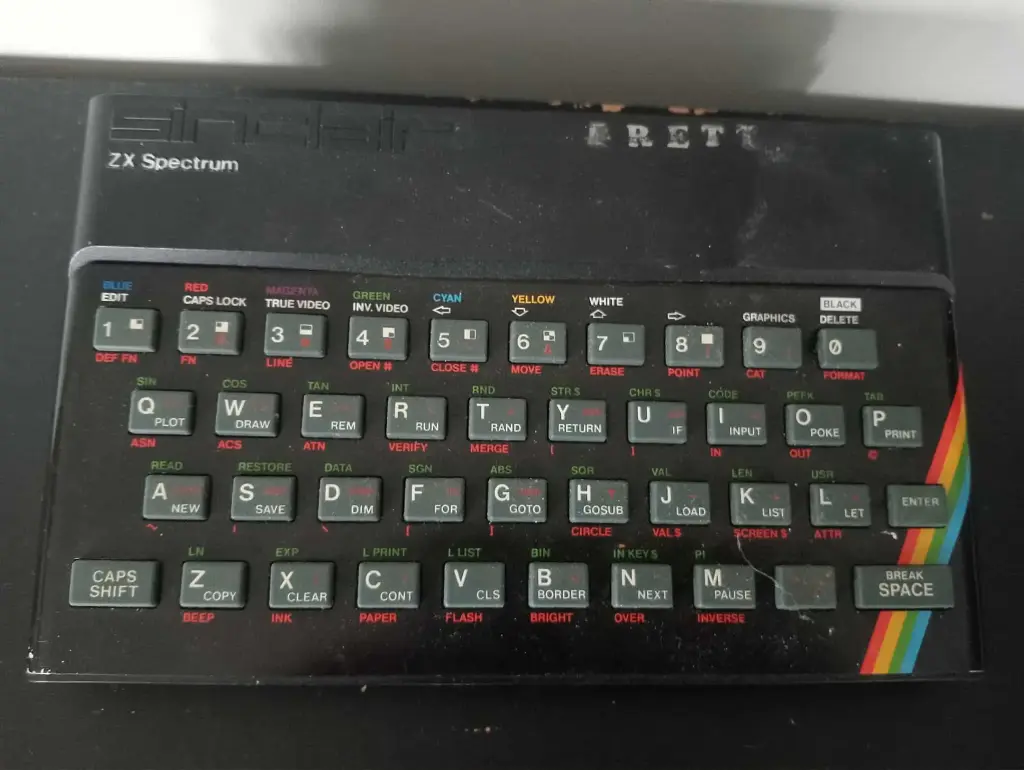 sinclair
ZX Spectrum
BLUE RED MAGENTA GREEN CYAN YELLOW WHITE BLACK
EDIT CAPS LOCK TRUE VIDEO INV. VIDEO GRAPHICS DELETE
1 2 3 4 5 6 7 8 9 0
DEF FN FN LINE OPEN # CLOSE # MOVE ERASE POINT CAT FORMAT
SIN COS TAN INT RND STR $ CHR $ CODE PEEK TAB
Q PLOT W DRAW E REM R RUN T RAND Y RETURN U IF I INPUT O POKE P PRINT
ASN ACS ATN VERIFY MERGE [ ] IN OUT ©
READ RESTORE DATA SGN ABS SQR VAL LEN USR
A NEW S SAVE D DIM F FOR G GOTO H GOSUB J LOAD K LIST L LET ENTER
~ | \ { } CIRCLE VAL $ SCREEN $ ATTR
LN EXP L PRINT L LIST BIN IN KEY $ PI
CAPS SHIFT Z COPY X CLEAR C CONT V CLS B BORDER N NEXT M PAUSE BREAK SPACE
BEEP INK PAPER FLASH BRIGHT OVER INVERSE